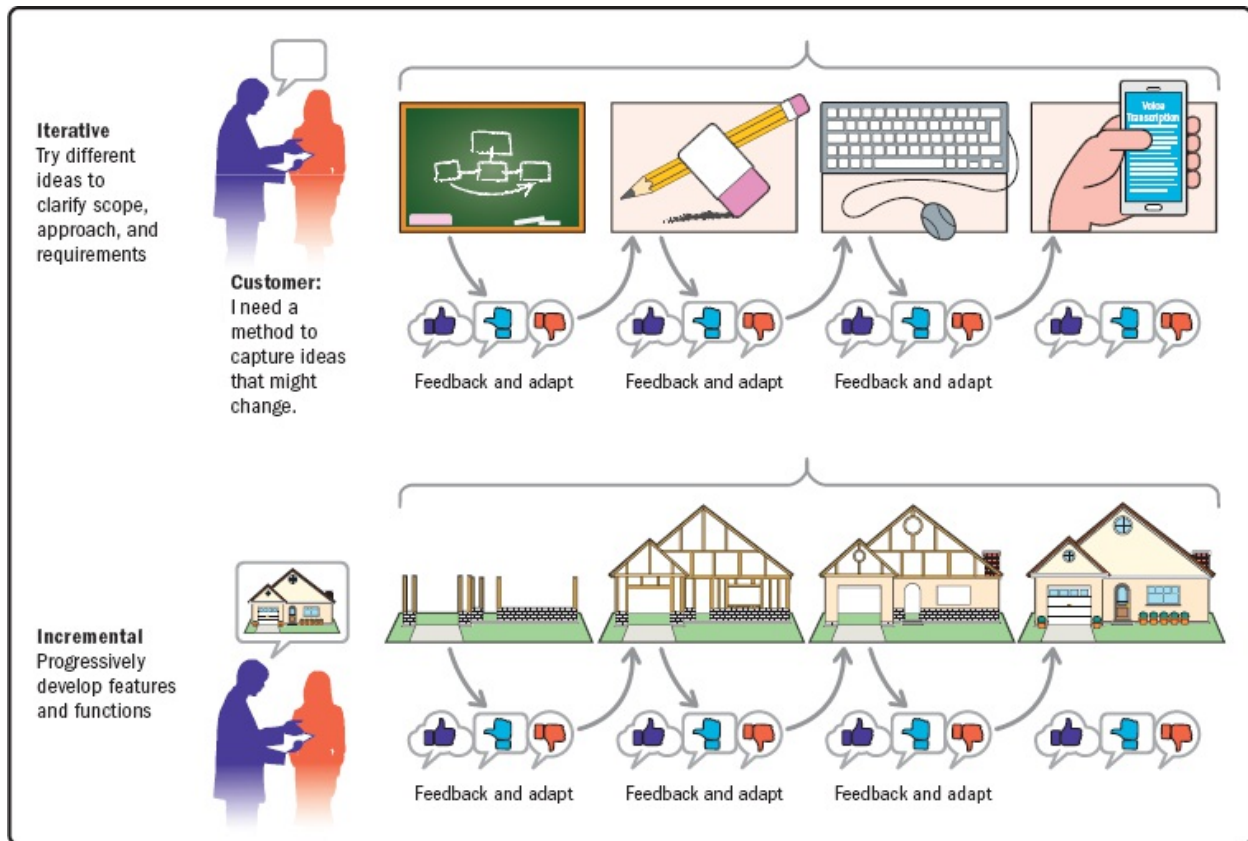 Iterative
Try different
ideas to
clarify scope,
approach, and
requirements
Customer:
I need a
method to
capture ideas
that might
change.
Voice
Transcription
Feedback and adapt
Feedback and adapt
Feedback and adapt
Incremental
Progressively
develop features
and functions
Feedback and adapt
Feedback and adapt
Feedback and adapt